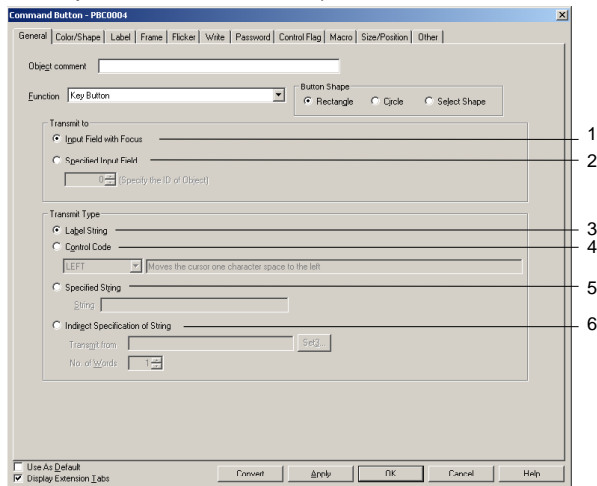 Command Button - PBC0004
General Color/Shape Label Frame Flicker Write Password Control Flag Macro Size/Position Other
Object comment
Function Key Button
Button Shape
Rectangle Circle Select Shape
Transmit to
Input Field with Focus 1
Specified Input Field 2
0 (Specify the ID of Object)
Transmit Type
Label String 3
Control Code 4
LEFT Moves the cursor one character space to the left
Specified String 5
String
Indirect Specification of String 6
Transmit from Set3...
No. of Words 1
Use As Default
Display Extension Tabs
Convert Apply OK Cancel Help